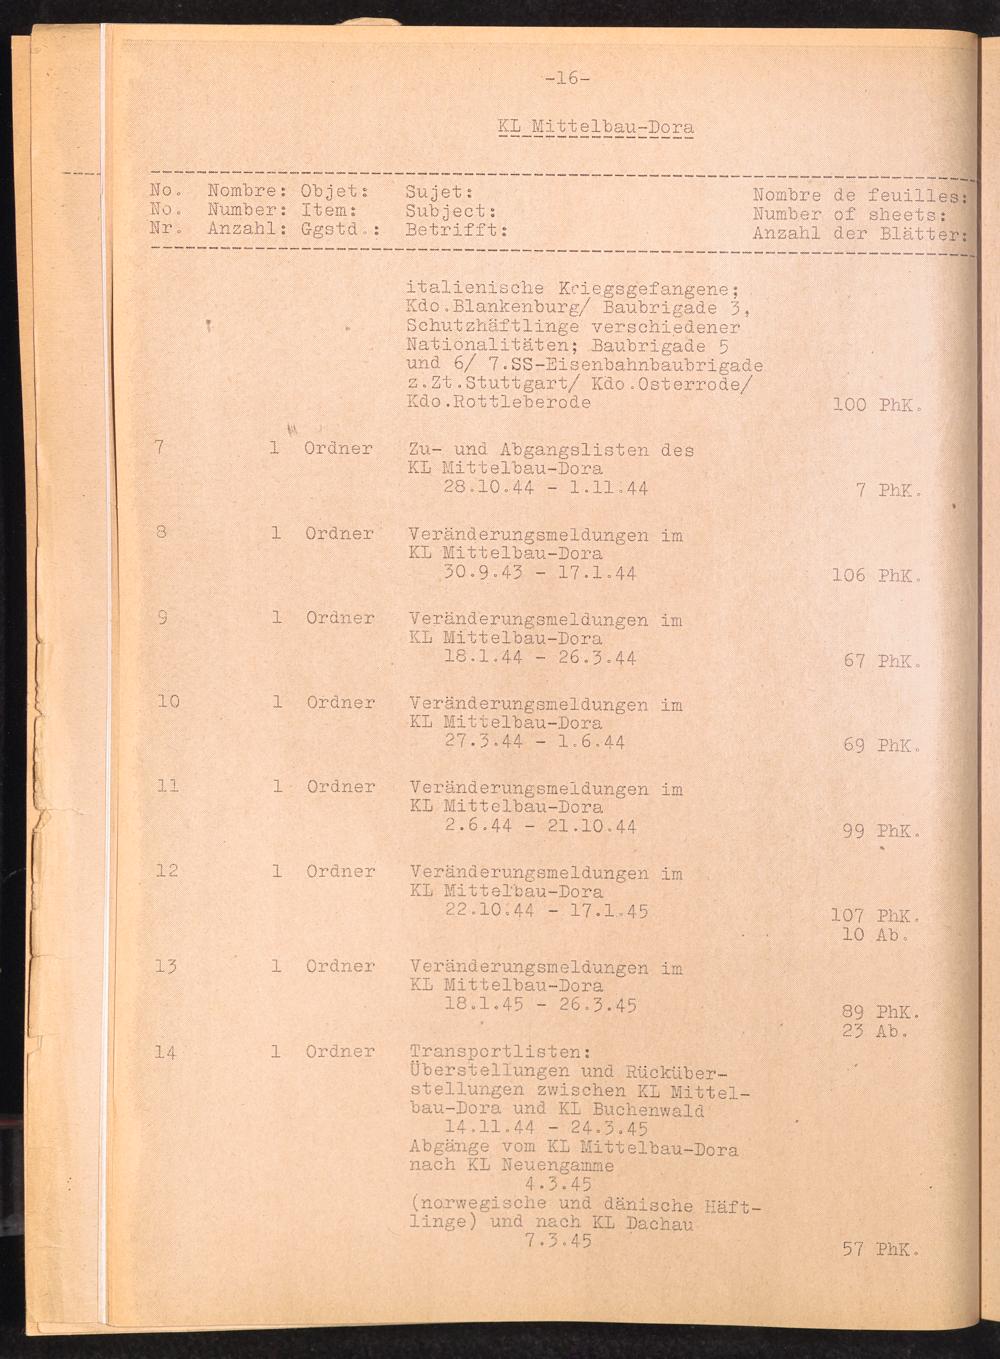 -16-
KL Mittelbau-Dora
No. Nombre: Objet: Sujet: Nombre de feuilles:
No. Number: Item: Subject: Number of sheets:
Nr. Anzahl: Ggstd.: Betrifft: Anzahl der Blätter:
italienische Kriegsgefangene;
Kdo.Blankenburg/ Baubrigade 3,
Schutzhäftlinge verschiedener
Nationalitäten; Baubrigade 5
und 6/ 7.SS-Eisenbahnbaubrigade
z.Zt.Stuttgart/ Kdo.Osterrode/
Kdo.Rottleberode 100 PhK.
7 1 Ordner Zu- und Abgangslisten des
KL Mittelbau-Dora
28.10.44 - 1.11.44 7 PhK.
8 1 Ordner Veränderungsmeldungen im
KL Mittelbau-Dora
30.9.43 - 17.1.44 106 PhK.
9 1 Ordner Veränderungsmeldungen im
KL Mittelbau-Dora
18.1.44 - 26.3.44 67 PhK.
10 1 Ordner Veränderungsmeldungen im
KL Mittelbau-Dora
27.3.44 - 1.6.44 69 PhK.
11 1 Ordner Veränderungsmeldungen im
KL Mittelbau-Dora
2.6.44 - 21.10.44 99 PhK.
12 1 Ordner Veränderungsmeldungen im
KL Mittelbau-Dora
22.10.44 - 17.1.45 107 PhK.
10 Ab.
13 1 Ordner Veränderungsmeldungen im
KL Mittelbau-Dora
18.1.45 - 26.3.45 89 PhK.
23 Ab.
14 1 Ordner Transportlisten:
Überstellungen und Rücküber-
stellungen zwischen KL Mittel-
bau-Dora und KL Buchenwald
14.11.44 - 24.3.45
Abgänge vom KL Mittelbau-Dora
nach KL Neuengamme
4.3.45
(norwegische und dänische Häft-
linge) und nach KL Dachau
7.3.45 57 PhK.